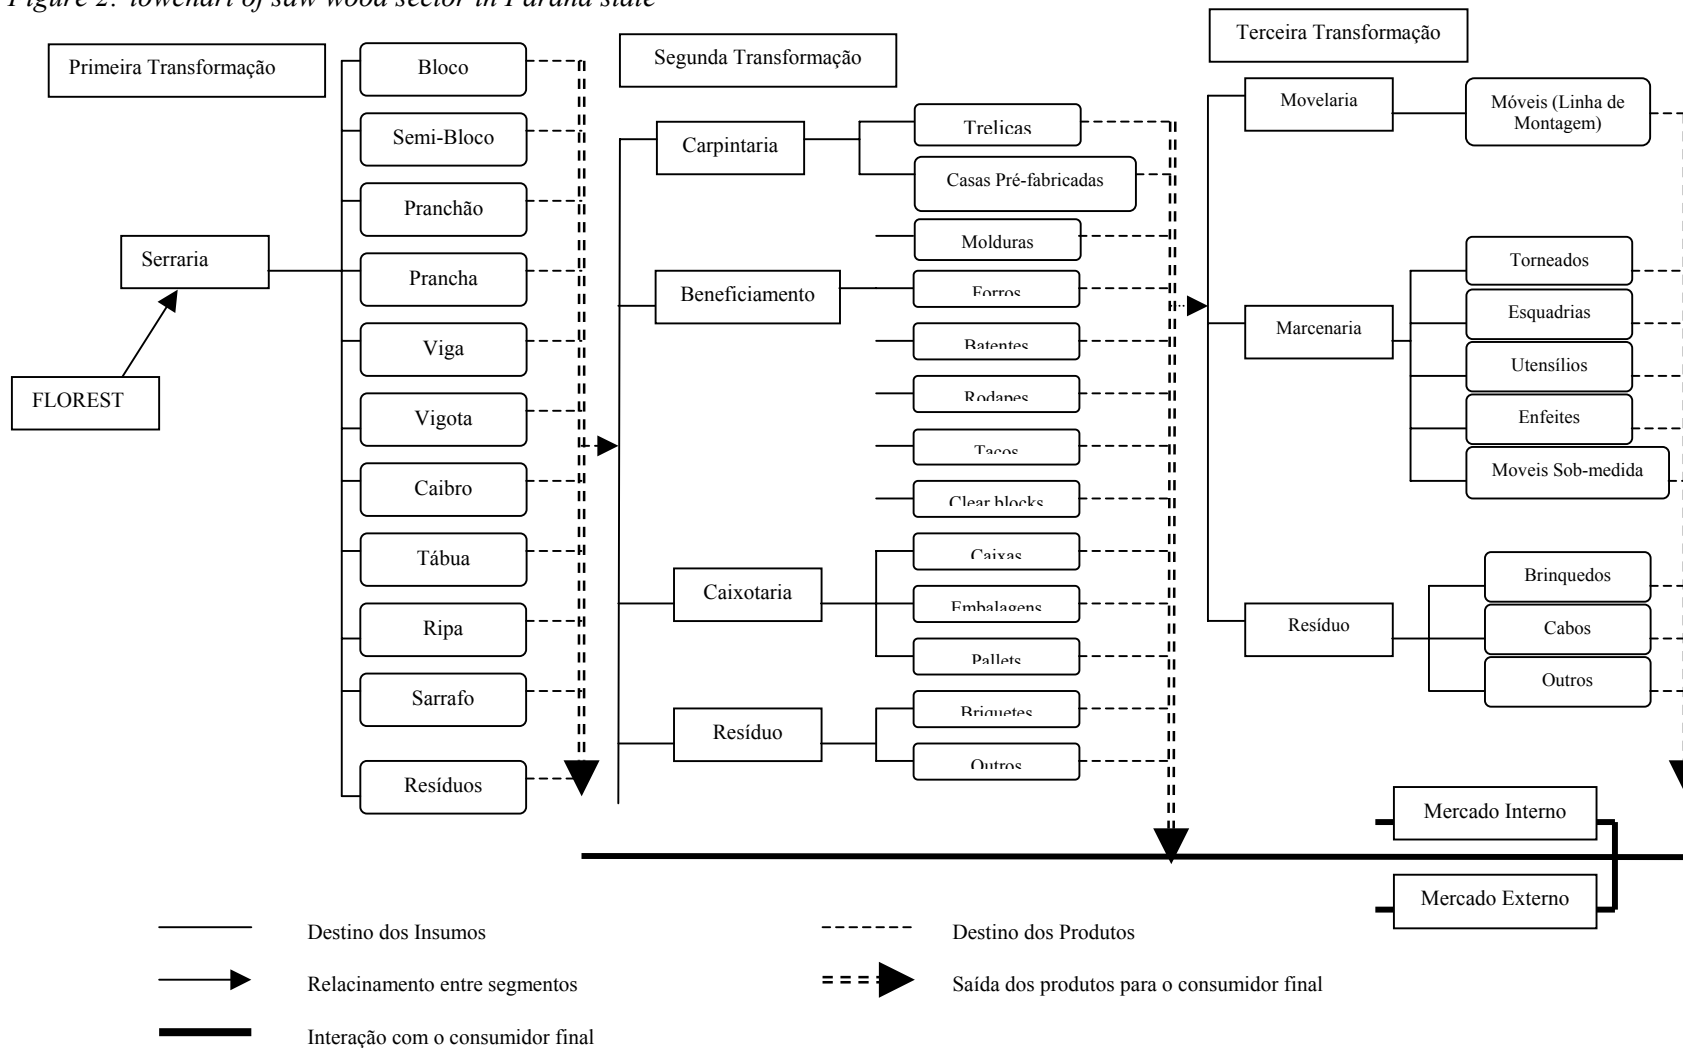 Figure 2: lowchart of saw wood sector in Paraná state
Primeira Transformação
Segunda Transformação
Terceira Transformação
FLOREST
Serraria
Bloco
Semi-Bloco
Pranchão
Prancha
Viga
Vigota
Caibro
Tábua
Ripa
Sarrafo
Resíduos
Carpintaria
Trelicas
Casas Pré-fabricadas
Beneficiamento
Molduras
Forros
Batentes
Rodapes
Tacos
Clear blocks
Caixotaria
Caixas
Embalagens
Pallets
Resíduo
Briquetes
Outros
Movelaria
Móveis (Linha de
Montagem)
Marcenaria
Torneados
Esquadrias
Utensílios
Enfeites
Moveis Sob-medida
Resíduo
Brinquedos
Cabos
Outros
Mercado Interno
Mercado Externo
Destino dos Insumos
Destino dos Produtos
Relacinamento entre segmentos
Saída dos produtos para o consumidor final
Interação com o consumidor final